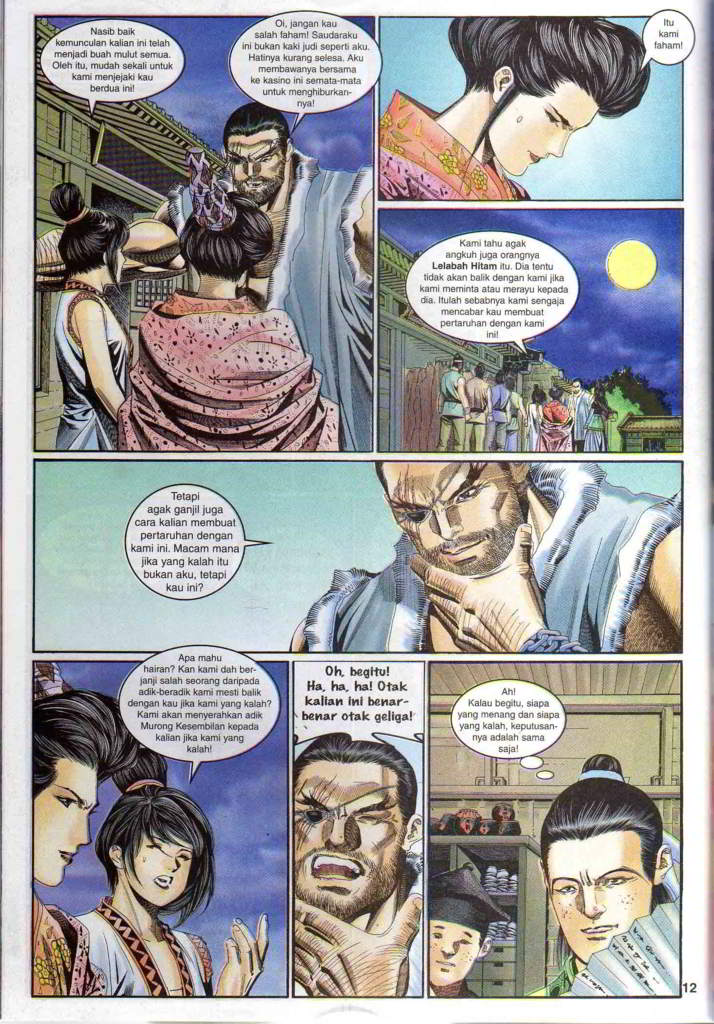 Nasib baik
kemunculan kalian ini telah
menjadi buah mulut semua.
Oleh itu, mudah sekali untuk
kami menjejaki kau
berdua ini!
Oi, jangan kau
salah faham! Saudaraku
ini bukan kaki judi seperti aku.
Hatinya kurang selesa. Aku
membawanya bersama
ke kasino ini semata-mata
untuk menghiburkan-
nya!
Itu
kami
faham!
Kami tahu agak
angkuh juga orangnya
Lelabah Hitam itu. Dia tentu
tidak akan balik dengan kami jika
kami meminta atau merayu kepada
dia. Itulah sebabnya kami sengaja
mencabar kau membuat
pertaruhan dengan kami
ini!
Tetapi
agak ganjil juga
cara kalian membuat
pertaruhan dengan
kami ini. Macam mana
jika yang kalah itu
bukan aku, tetapi
kau ini?
Apa mahu
hairan? Kan kami dah ber-
janji salah seorang daripada
adik-beradik kami mesti balik
dengan kau jika kami yang kalah?
Kami akan menyerahkan adik
Murong Kesembilan kepada
kalian jika kami yang
kalah!
Oh, begitu!
Ha, ha, ha! Otak
kalian ini benar-
benar otak geliga!
Ah!
Kalau begitu, siapa
yang menang dan siapa
yang kalah, keputusan-
nya adalah sama
saja!
12